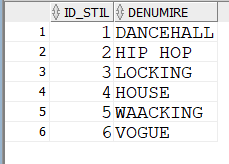 ID_STIL DENUMIRE
1 1 DANCEHALL
2 2 HIP HOP
3 3 LOCKING
4 4 HOUSE
5 5 WAACKING
6 6 VOGUE